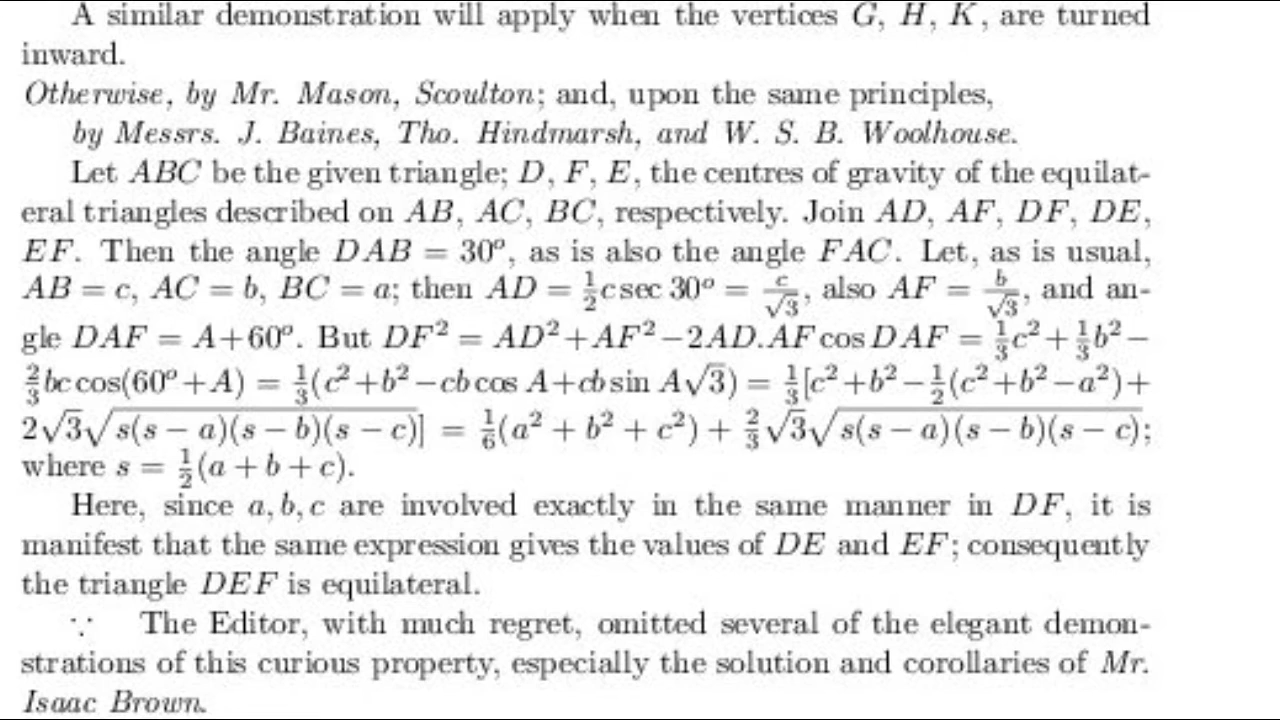 A similar demonstration will apply when the vertices G, H, K, are turned
inward.
Otherwise, by Mr. Mason, Scoulton; and, upon the same principles,
by Messrs. J. Baines, Tho. Hindmarsh, and W. S. B. Woolhouse.
Let ABC be the given triangle; D, F, E, the centres of gravity of the equilat-
eral triangles described on AB, AC, BC, respectively. Join AD, AF, DF, DE,
EF. Then the angle DAB = 30º, as is also the angle FAC. Let, as is usual,
AB = c, AC = b, BC = a; then AD = ½c sec 30º = c/√3, also AF = b/√3, and an-
gle DAF = A+60º. But DF² = AD²+AF²−2AD.AF cos DAF = ⅓c²+⅓b²−
⅔bc cos(60º+A) = ⅓(c²+b²−cb cos A+cb sin A√3) = ⅓[c²+b²−½(c²+b²−a²)+
2√3√s(s − a)(s − b)(s − c)] = ⅙(a² + b² + c²) + ⅔√3√s(s − a)(s − b)(s − c);
where s = ½(a + b + c).
Here, since a, b, c are involved exactly in the same manner in DF, it is
manifest that the same expression gives the values of DE and EF; consequently
the triangle DEF is equilateral.
∵ The Editor, with much regret, omitted several of the elegant demon-
strations of this curious property, especially the solution and corollaries of Mr.
Isaac Brown.